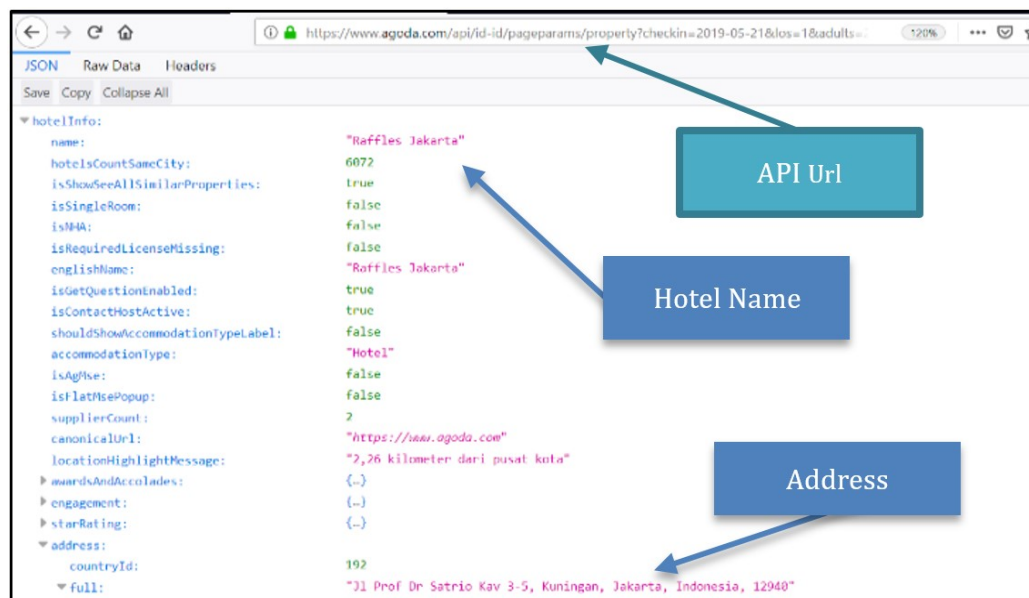 https://www.agoda.com/api/id-id/pageparams/property?checkin=2019-05-21&los=1&adults= 120%
JSON Raw Data Headers
Save Copy Collapse All
hotelInfo:
name: "Raffles Jakarta"
hotelsCountSameCity: 6072
isShowSeeAllSimilarProperties: true
isSingleRoom: false
isNHA: false
isRequiredLicenseMissing: false
englishName: "Raffles Jakarta"
isGetQuestionEnabled: true
isContactHostActive: true
shouldShowAccommodationTypeLabel: false
accommodationType: "Hotel"
isAgMse: false
isFlatMsePopup: false
supplierCount: 2
canonicalUrl: "https://www.agoda.com"
locationHighlightMessage: "2,26 kilometer dari pusat kota"
awardsAndAccolades: {…}
engagement: {…}
starRating: {…}
address:
countryId: 192
full: "Jl Prof Dr Satrio Kav 3-5, Kuningan, Jakarta, Indonesia, 12940"
API Url
Hotel Name
Address